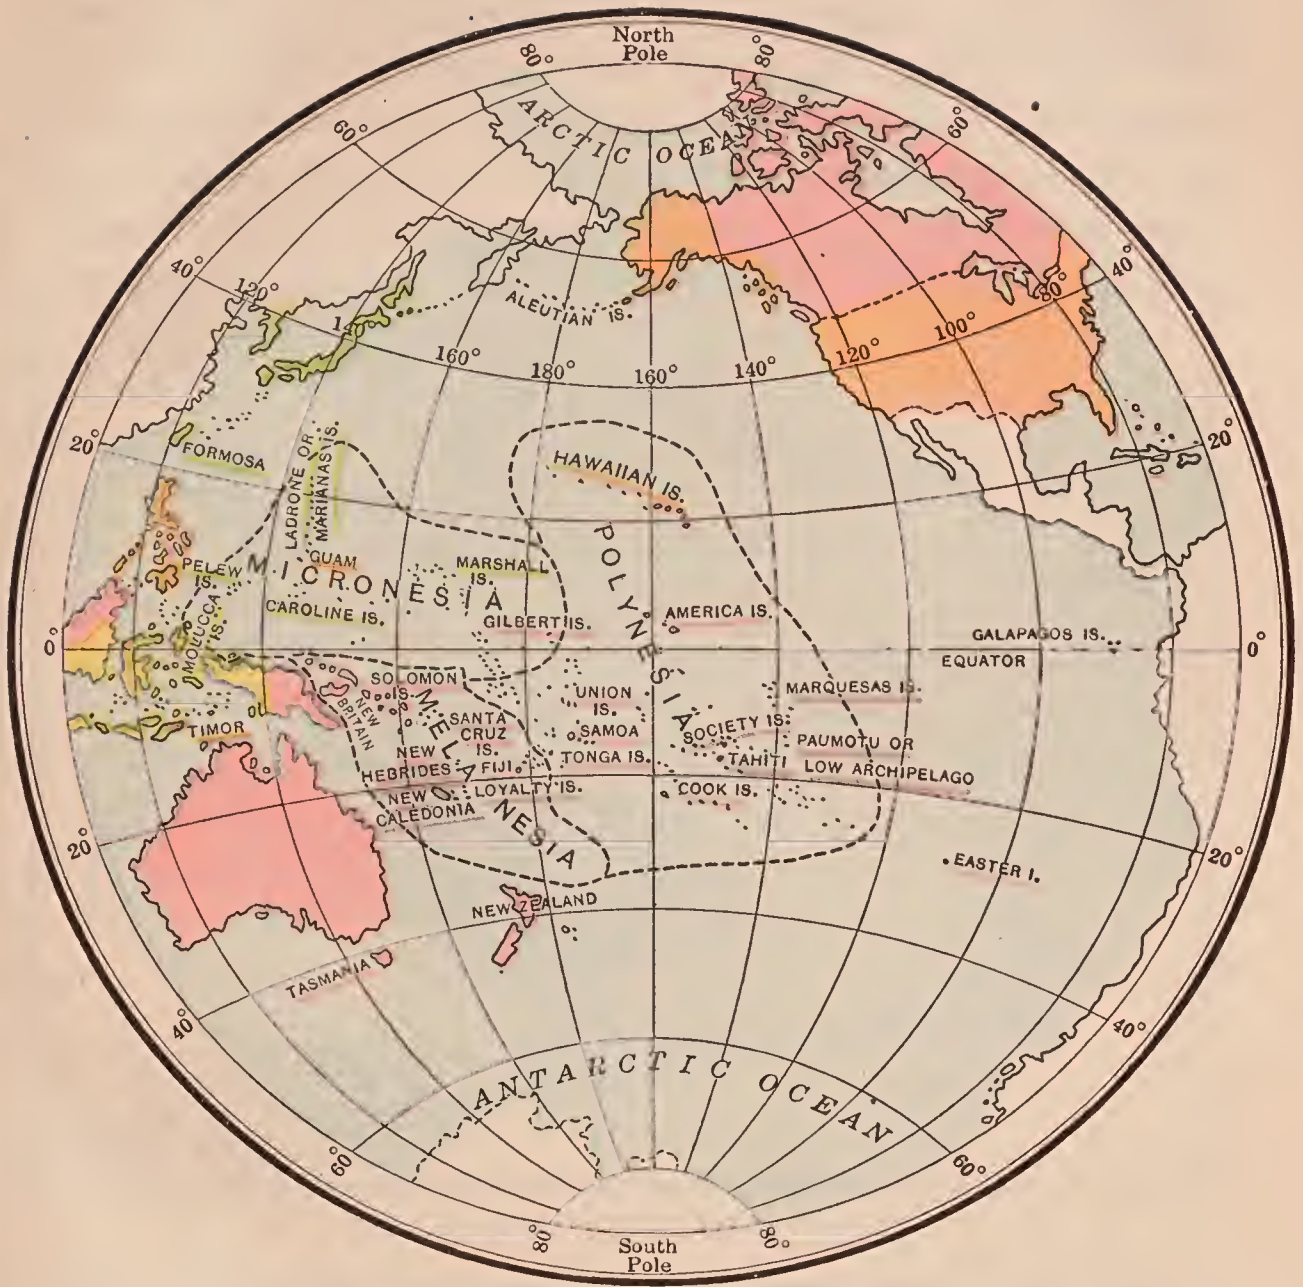 North
Pole
80°
80°
ARCTIC OCEAN
60°
60°
40°
40°
120°
80°
ALEUTIAN IS.
160°
180°
160°
140°
120°
100°
20°
20°
FORMOSA
LADRONE OR
MARIANAS IS.
HAWAIIAN IS.
POLYNESIA
GUAM
PELEW
IS.
MICRONESIA
MARSHALL
IS.
CAROLINE IS.
GILBERT IS.
AMERICA IS.
MOLUCCA
IS.
GALAPAGOS IS.
0°
0°
EQUATOR
SOLOMON
IS.
NEW
BRITAIN
MELANESIA
UNION
IS.
MARQUESAS IS.
TIMOR
SANTA
CRUZ
IS.
SAMOA
SOCIETY IS.
PAUMOTU OR
LOW ARCHIPELAGO
NEW
HEBRIDES
FIJI
TONGA IS.
TAHITI
LOYALTY IS.
COOK IS.
NEW
CALEDONIA
20°
20°
EASTER I.
NEW ZEALAND
TASMANIA
40°
40°
ANTARCTIC OCEAN
60°
60°
80°
80°
South
Pole